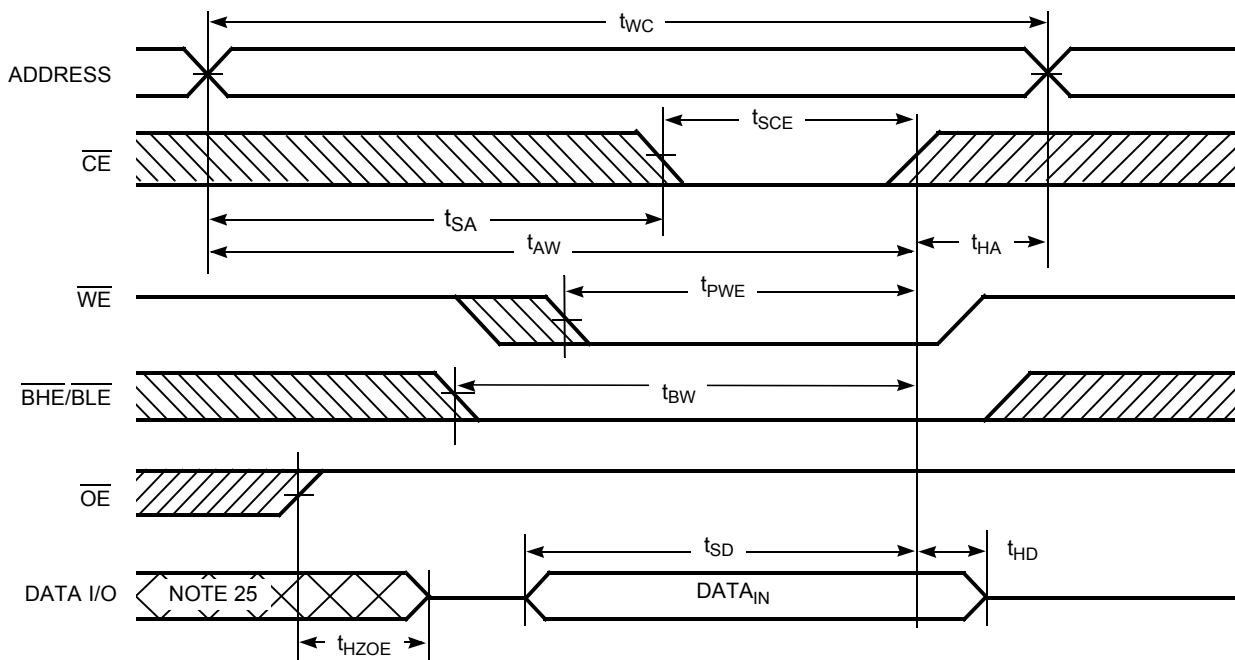 tWC
ADDRESS
tSCE
CE
tSA
tAW
tHA
WE
tPWE
BHE/BLE
tBW
OE
tSD
tHD
DATA I/O
NOTE 25
DATAIN
tHZOE